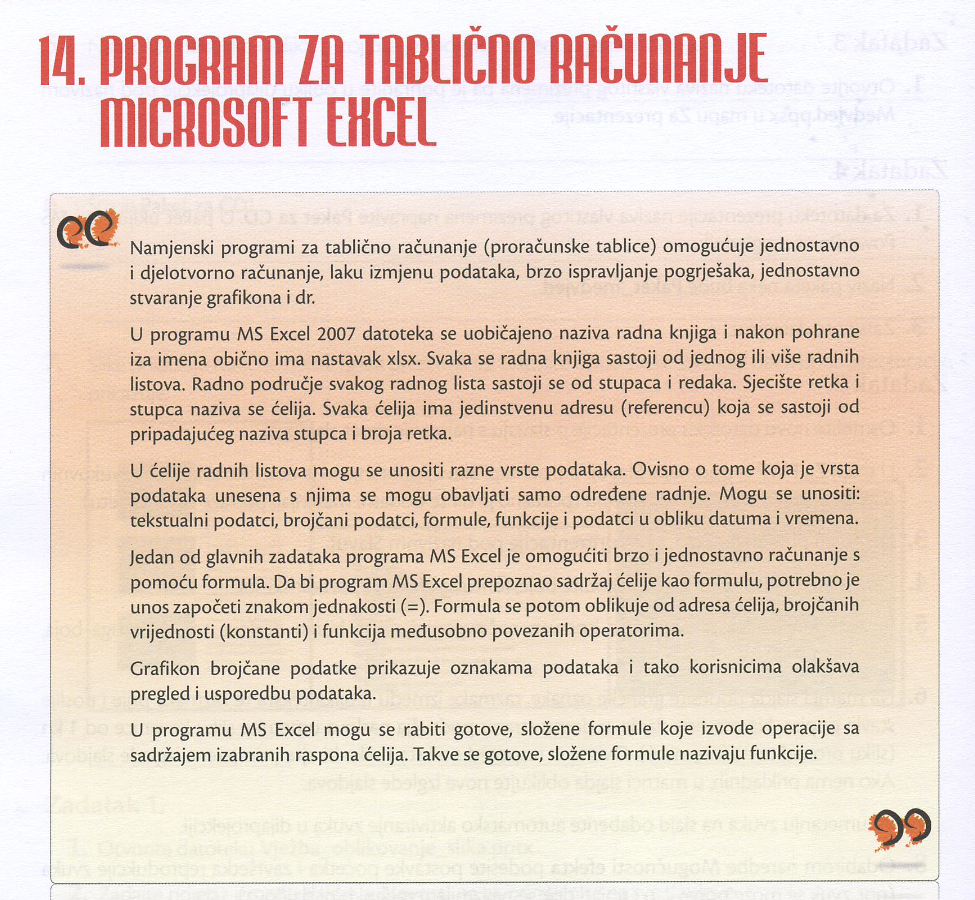 14. PROGRAM ZA TABLIČNO RAČUNANJE
MICROSOFT EXCEL
Namjenski programi za tablično računanje (proračunske tablice) omogućuje jednostavno
i djelotvorno računanje, laku izmjenu podataka, brzo ispravljanje pogrješaka, jednostavno
stvaranje grafikona i dr.
U programu MS Excel 2007 datoteka se uobičajeno naziva radna knjiga i nakon pohrane
iza imena obično ima nastavak xlsx. Svaka se radna knjiga sastoji od jednog ili više radnih
listova. Radno područje svakog radnog lista sastoji se od stupaca i redaka. Sjecište retka i
stupca naziva se ćelija. Svaka ćelija ima jedinstvenu adresu (referencu) koja se sastoji od
pripadajućeg naziva stupca i broja retka.
U ćelije radnih listova mogu se unositi razne vrste podataka. Ovisno o tome koja je vrsta
podataka unesena s njima se mogu obavljati samo određene radnje. Mogu se unositi:
tekstualni podatci, brojčani podatci, formule, funkcije i podatci u obliku datuma i vremena.
Jedan od glavnih zadataka programa MS Excel je omogućiti brzo i jednostavno računanje s
pomoću formula. Da bi program MS Excel prepoznao sadržaj ćelije kao formulu, potrebno je
unos započeti znakom jednakosti (=). Formula se potom oblikuje od adresa ćelija, brojčanih
vrijednosti (konstanti) i funkcija međusobno povezanih operatorima.
Grafikon brojčane podatke prikazuje oznakama podataka i tako korisnicima olakšava
pregled i usporedbu podataka.
U programu MS Excel mogu se rabiti gotove, složene formule koje izvode operacije sa
sadržajem izabranih raspona ćelija. Takve se gotove, složene formule nazivaju funkcije.